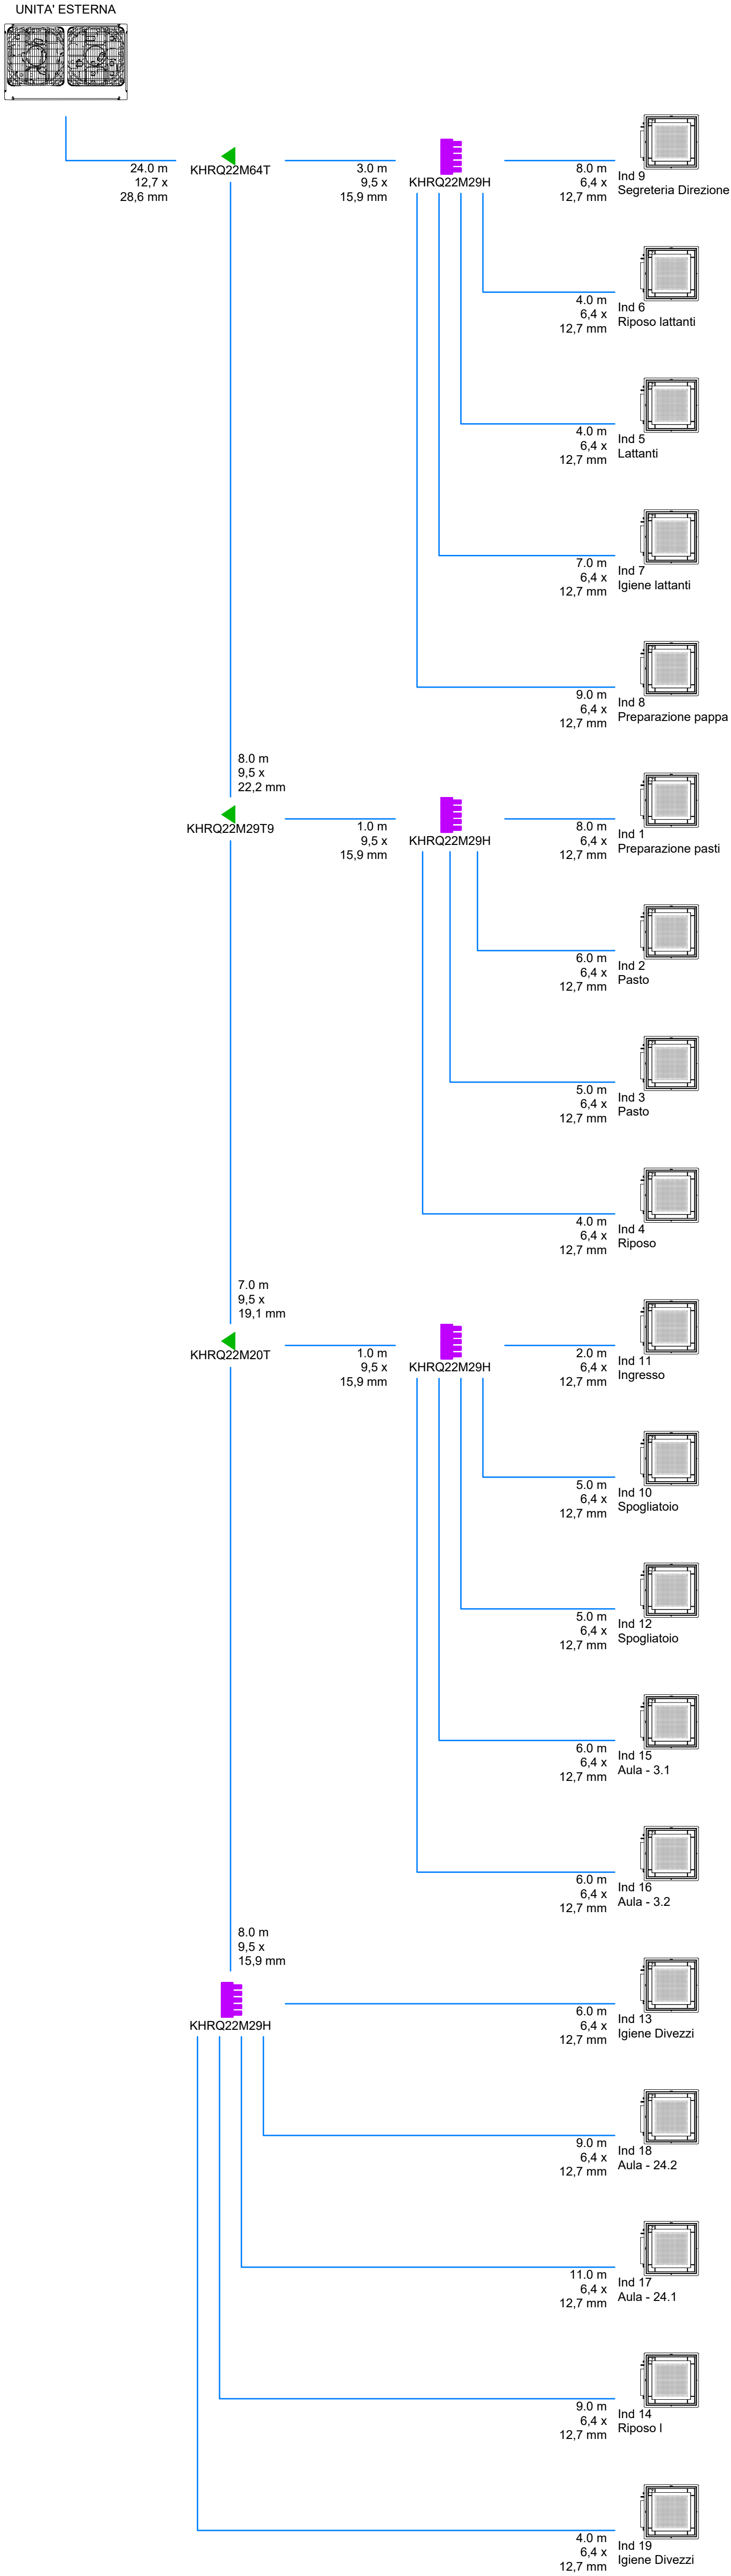 UNITA' ESTERNA
24.0 m
12,7 x
28,6 mm
KHRQ22M64T
3.0 m
9,5 x
15,9 mm
KHRQ22M29H
8.0 m
6,4 x
12,7 mm
Ind 9
Segreteria Direzione
4.0 m
6,4 x
12,7 mm
Ind 6
Riposo lattanti
4.0 m
6,4 x
12,7 mm
Ind 5
Lattanti
7.0 m
6,4 x
12,7 mm
Ind 7
Igiene lattanti
9.0 m
6,4 x
12,7 mm
Ind 8
Preparazione pappa
8.0 m
9,5 x
22,2 mm
KHRQ22M29T9
1.0 m
9,5 x
15,9 mm
KHRQ22M29H
8.0 m
6,4 x
12,7 mm
Ind 1
Preparazione pasti
6.0 m
6,4 x
12,7 mm
Ind 2
Pasto
5.0 m
6,4 x
12,7 mm
Ind 3
Pasto
4.0 m
6,4 x
12,7 mm
Ind 4
Riposo
7.0 m
9,5 x
19,1 mm
KHRQ22M20T
1.0 m
9,5 x
15,9 mm
KHRQ22M29H
2.0 m
6,4 x
12,7 mm
Ind 11
Ingresso
5.0 m
6,4 x
12,7 mm
Ind 10
Spogliatoio
5.0 m
6,4 x
12,7 mm
Ind 12
Spogliatoio
6.0 m
6,4 x
12,7 mm
Ind 15
Aula - 3.1
6.0 m
6,4 x
12,7 mm
Ind 16
Aula - 3.2
8.0 m
9,5 x
15,9 mm
KHRQ22M29H
6.0 m
6,4 x
12,7 mm
Ind 13
Igiene Divezzi
9.0 m
6,4 x
12,7 mm
Ind 18
Aula - 24.2
11.0 m
6,4 x
12,7 mm
Ind 17
Aula - 24.1
9.0 m
6,4 x
12,7 mm
Ind 14
Riposo I
4.0 m
6,4 x
12,7 mm
Ind 19
Igiene Divezzi